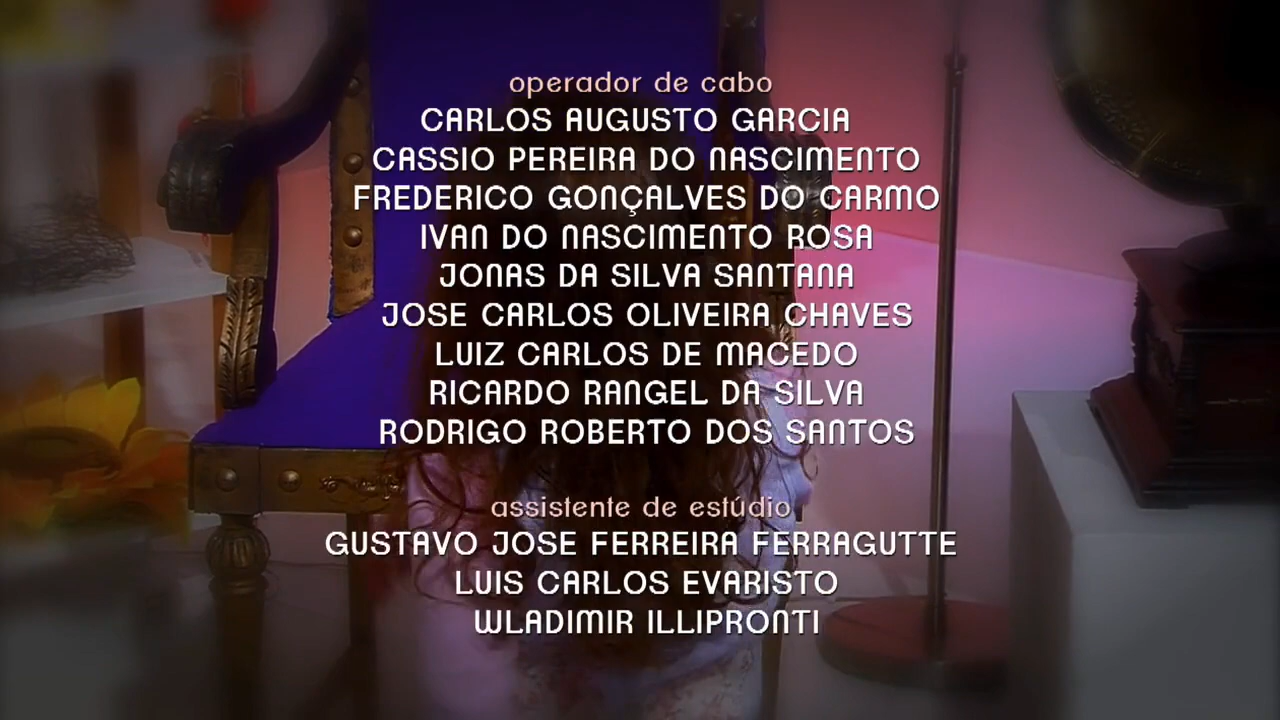 operador de cabo
CARLOS AUGUSTO GARCIA
CASSIO PEREIRA DO NASCIMENTO
FREDERICO GONÇALVES DO CARMO
IVAN DO NASCIMENTO ROSA
JONAS DA SILVA SANTANA
JOSE CARLOS OLIVEIRA CHAVES
LUIZ CARLOS DE MACEDO
RICARDO RANGEL DA SILVA
RODRIGO ROBERTO DOS SANTOS
assistente de estúdio
GUSTAVO JOSE FERREIRA FERRAGUTTE
LUIS CARLOS EVARISTO
WLADIMIR ILLIPRONTI